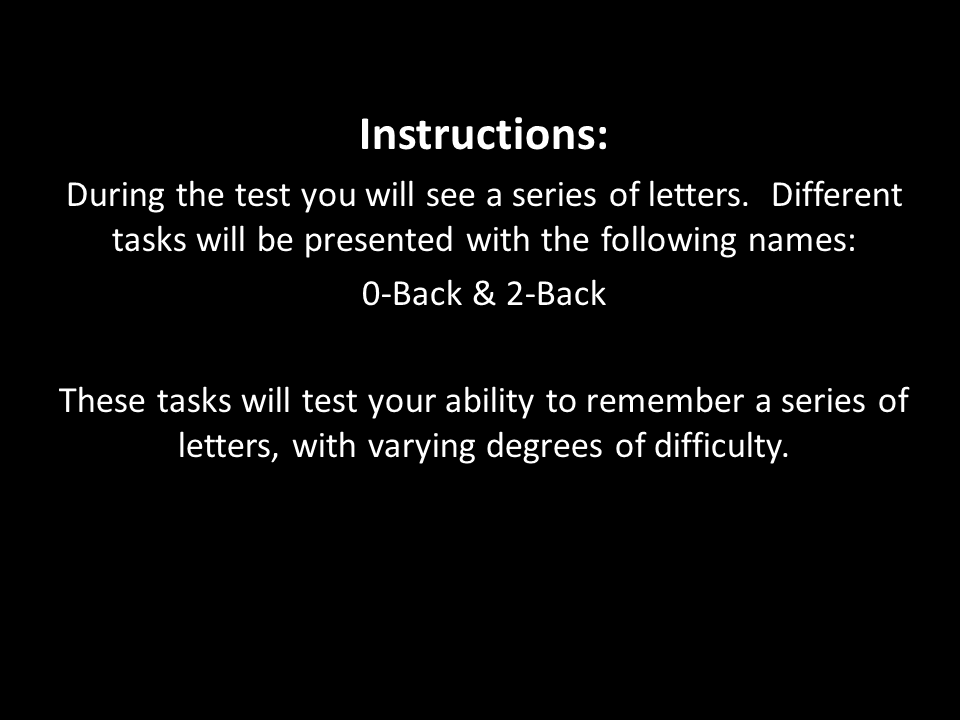 Instructions:
During the test you will see a series of letters.  Different
tasks will be presented with the following names:
0-Back & 2-Back
These tasks will test your ability to remember a series of
letters, with varying degrees of difficulty.